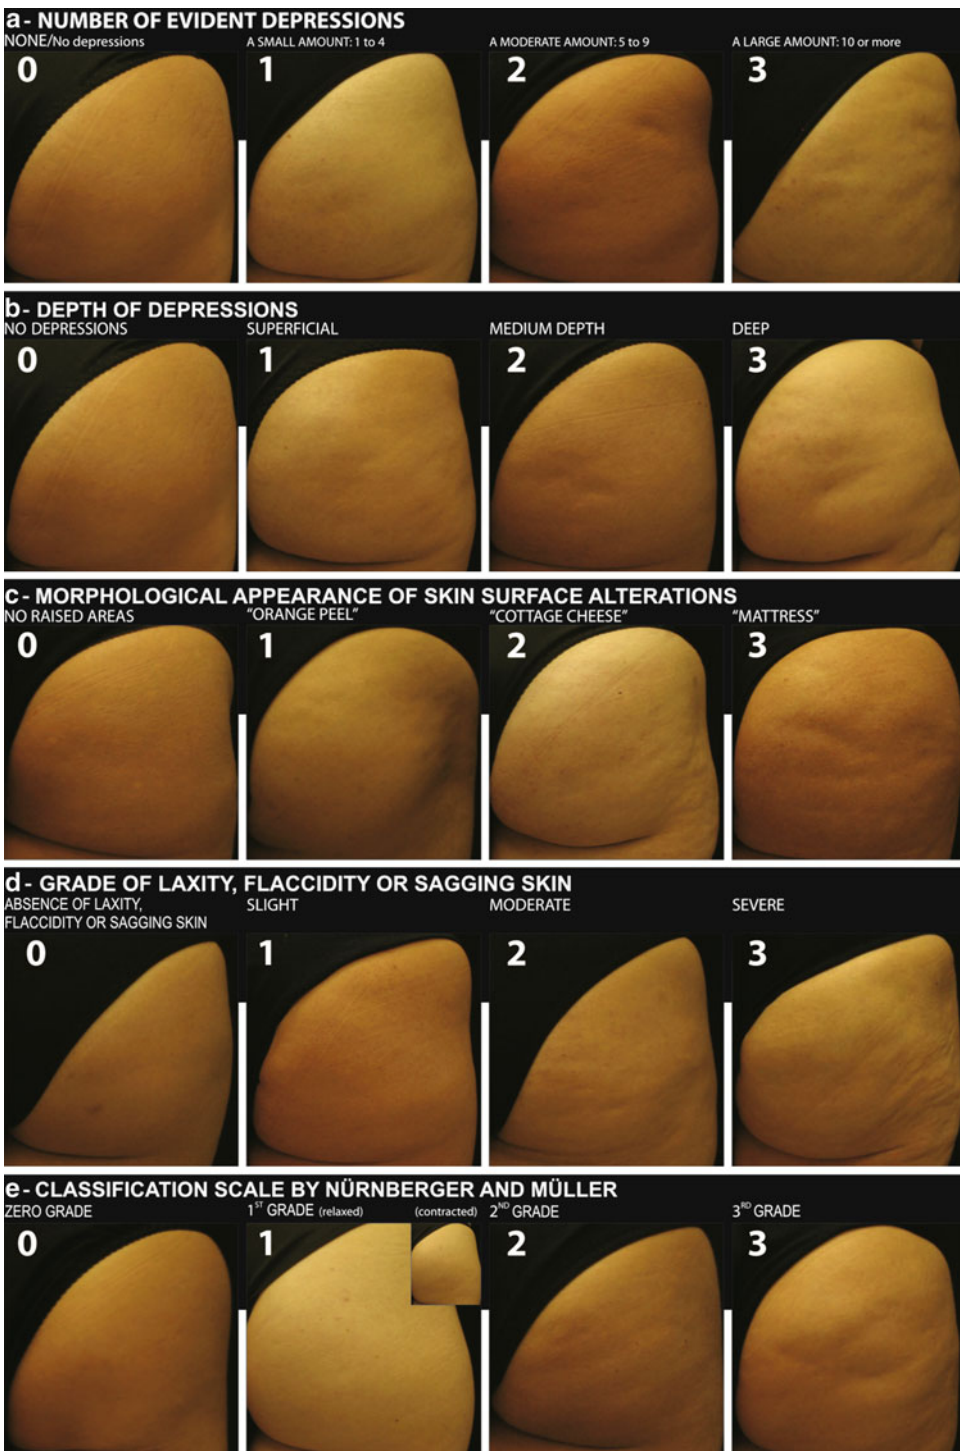 a- NUMBER OF EVIDENT DEPRESSIONS
NONE/No depressions
A SMALL AMOUNT: 1 to 4
A MODERATE AMOUNT: 5 to 9
A LARGE AMOUNT: 10 or more
0
1
2
3
b- DEPTH OF DEPRESSIONS
NO DEPRESSIONS
SUPERFICIAL
MEDIUM DEPTH
DEEP
0
1
2
3
c- MORPHOLOGICAL APPEARANCE OF SKIN SURFACE ALTERATIONS
NO RAISED AREAS
"ORANGE PEEL"
"COTTAGE CHEESE"
"MATTRESS"
0
1
2
3
d- GRADE OF LAXITY, FLACCIDITY OR SAGGING SKIN
ABSENCE OF LAXITY,
FLACCIDITY OR SAGGING SKIN
SLIGHT
MODERATE
SEVERE
0
1
2
3
e- CLASSIFICATION SCALE BY NÜRNBERGER AND MÜLLER
ZERO GRADE
1ST GRADE (relaxed)
(contracted)
2ND GRADE
3RD GRADE
0
1
2
3